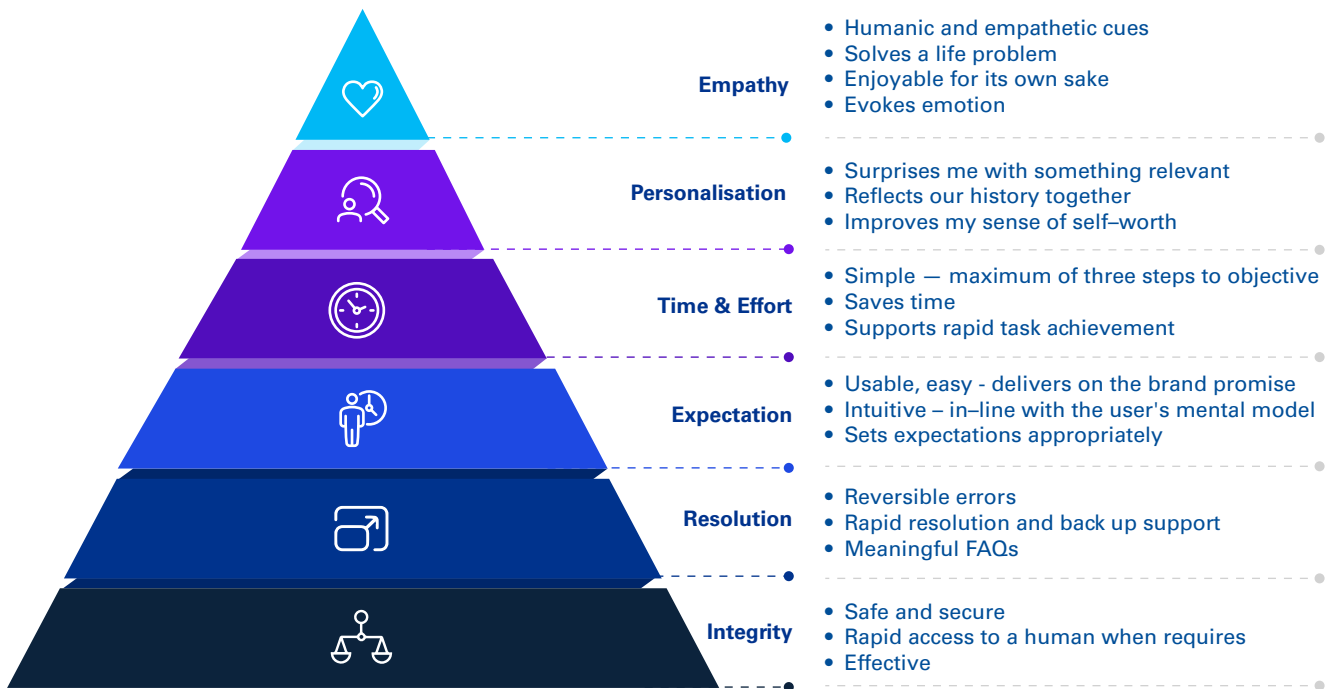 Empathy
• Humanic and empathetic cues
• Solves a life problem
• Enjoyable for its own sake
• Evokes emotion
Personalisation
• Surprises me with something relevant
• Reflects our history together
• Improves my sense of self–worth
Time & Effort
• Simple — maximum of three steps to objective
• Saves time
• Supports rapid task achievement
Expectation
• Usable, easy - delivers on the brand promise
• Intuitive – in–line with the user's mental model
• Sets expectations appropriately
Resolution
• Reversible errors
• Rapid resolution and back up support
• Meaningful FAQs
Integrity
• Safe and secure
• Rapid access to a human when requires
• Effective